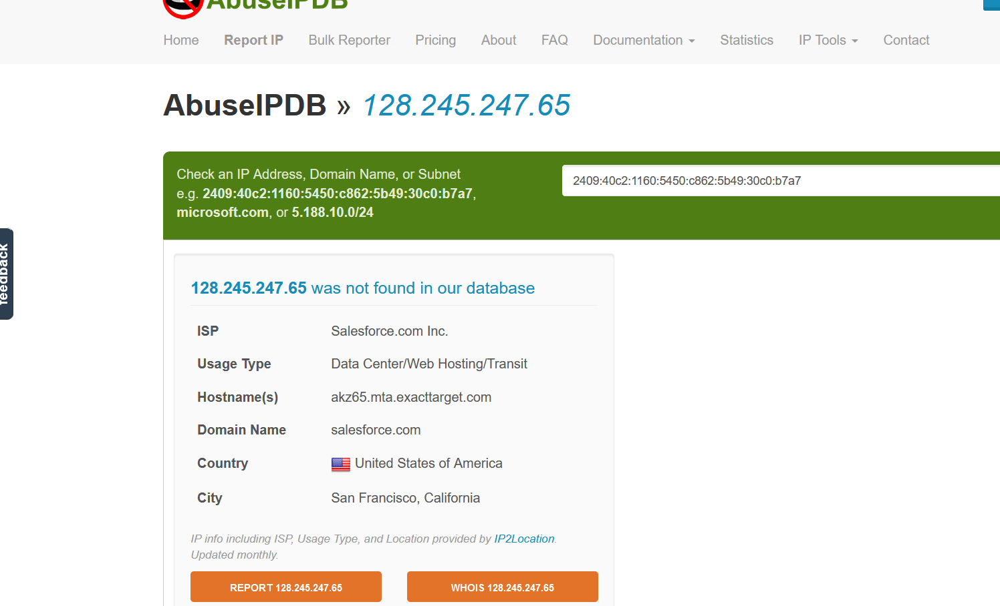 AbuseIPDB
Home Report IP Bulk Reporter Pricing About FAQ Documentation Statistics IP Tools Contact
AbuseIPDB » 128.245.247.65
Check an IP Address, Domain Name, or Subnet
e.g. 2409:40c2:1160:5450:c862:5b49:30c0:b7a7,
microsoft.com, or 5.188.10.0/24
2409:40c2:1160:5450:c862:5b49:30c0:b7a7
feedback
128.245.247.65 was not found in our database
ISP Salesforce.com Inc.
Usage Type Data Center/Web Hosting/Transit
Hostname(s) akz65.mta.exacttarget.com
Domain Name salesforce.com
Country United States of America
City San Francisco, California
IP info including ISP, Usage Type, and Location provided by IP2Location.
Updated monthly.
REPORT 128.245.247.65 WHOIS 128.245.247.65